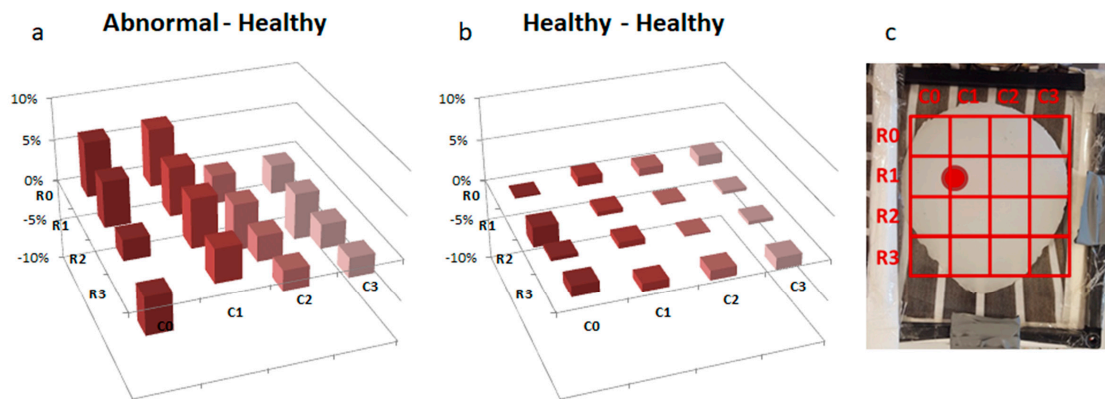 a
Abnormal - Healthy
10%
5%
0%
-5%
-10%
R0
R1
R2
R3
C0
C1
C2
C3
b
Healthy - Healthy
10%
5%
0%
-5%
-10%
R0
R1
R2
R3
C0
C1
C2
C3
c
C0 C1 C2 C3
R0
R1
R2
R3